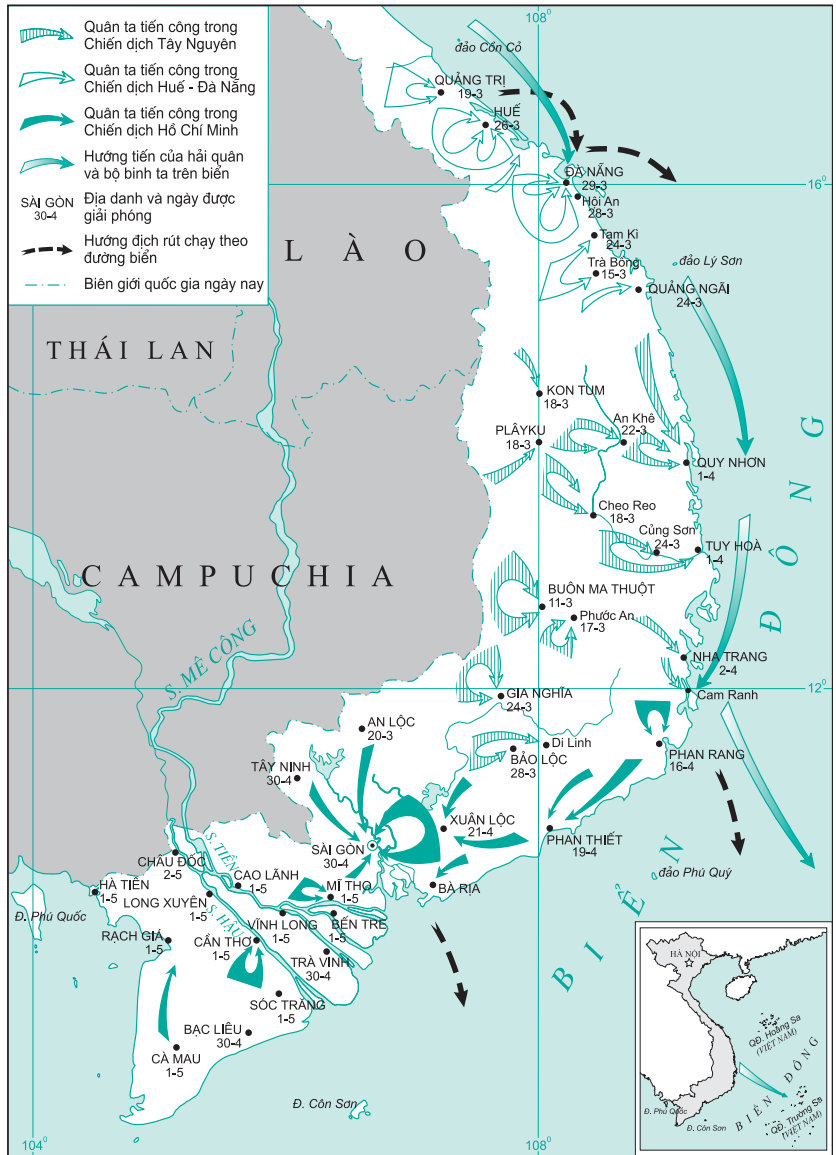 Quân ta tiến công trong
Chiến dịch Tây Nguyên
Quân ta tiến công trong
Chiến dịch Huế - Đà Nẵng
Quân ta tiến công trong
Chiến dịch Hồ Chí Minh
Hướng tiến của hải quân
và bộ binh ta trên biển
SÀI GÒN
30-4
Địa danh và ngày được
giải phóng
Hướng địch rút chạy theo
đường biển
Biên giới quốc gia ngày nay
108°
đảo Cồn Cỏ
QUẢNG TRỊ
19-3
HUẾ
26-3
ĐÀ NẴNG
29-3
16°
Hội An
28-3
Tam Kì
24-3
Trà Bồng
15-3
đảo Lý Sơn
QUẢNG NGÃI
24-3
LÀO
THÁI LAN
KON TUM
18-3
PLÂYKU
18-3
An Khê
22-3
QUY NHƠN
1-4
Cheo Reo
18-3
Củng Sơn
24-3
TUY HOÀ
1-4
CAMPUCHIA
BUÔN MA THUỘT
11-3
Phước An
17-3
S. MÊ CÔNG
NHA TRANG
2-4
12°
Cam Ranh
GIA NGHĨA
24-3
AN LỘC
20-3
Di Linh
BẢO LỘC
28-3
PHAN RANG
16-4
TÂY NINH
30-4
XUÂN LỘC
21-4
PHAN THIẾT
19-4
SÀI GÒN
30-4
đảo Phú Quý
BIỂN ĐÔNG
S. TIỀN
CHÂU ĐỐC
2-5
CAO LÃNH
1-5
MĨ THO
1-5
BÀ RỊA
HÀ TIÊN
1-5
LONG XUYÊN
1-5
S. HẬU
Đ. Phú Quốc
VĨNH LONG
1-5
BẾN TRE
1-5
RẠCH GIÁ
1-5
CẦN THƠ
1-5
TRÀ VINH
30-4
SÓC TRĂNG
1-5
BẠC LIÊU
30-4
CÀ MAU
1-5
Đ. Côn Sơn
104°
108°
HÀ NỘI
QĐ. Hoàng Sa
(VIỆT NAM)
BIỂN ĐÔNG
Đ. Phú Quốc
Đ. Côn Sơn
QĐ. Trường Sa
(VIỆT NAM)